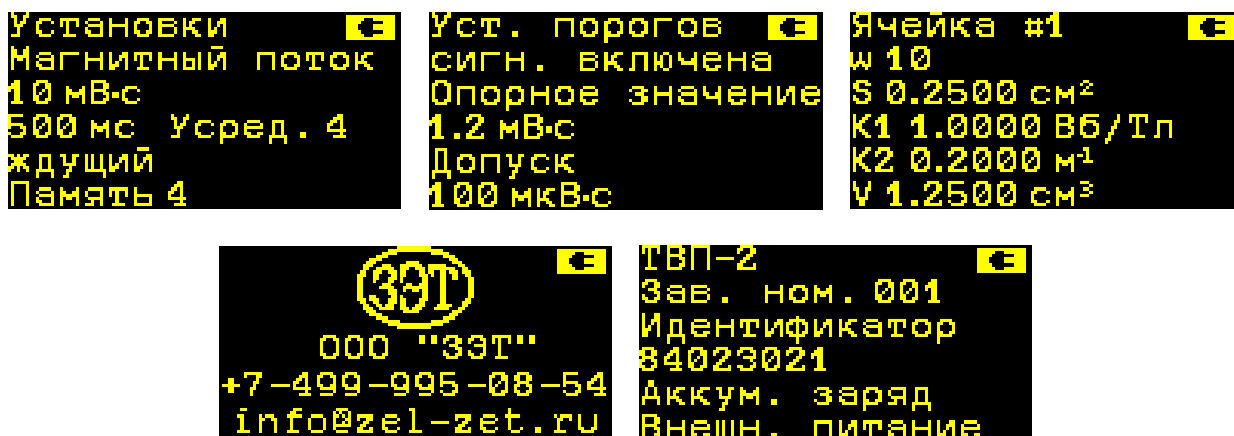 Установки
Магнитный поток
10 мВ·с
500 мс Усред. 4
ждущий
Память 4
Уст. порогов
сигн. включена
Опорное значение
1.2 мВ·с
Допуск
100 мкВ·с
Ячейка #1
w 10
S 0.2500 см²
K1 1.0000 Вб/Тл
K2 0.2000 м⁻¹
V 1.2500 см³
ЗЭТ
ООО "ЗЭТ"
+7-499-995-08-54
info@zel-zet.ru
ТВП-2
Зав. ном. 001
Идентификатор
84023021
Аккум. заряд
Внешн. питание